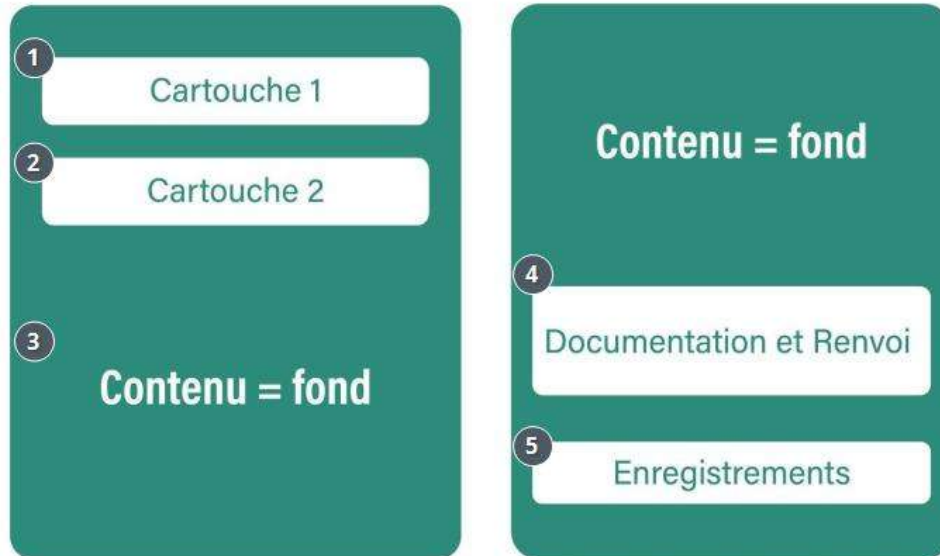 1
Cartouche 1
2
Cartouche 2
3
Contenu = fond
Contenu = fond
4
Documentation et Renvoi
5
Enregistrements